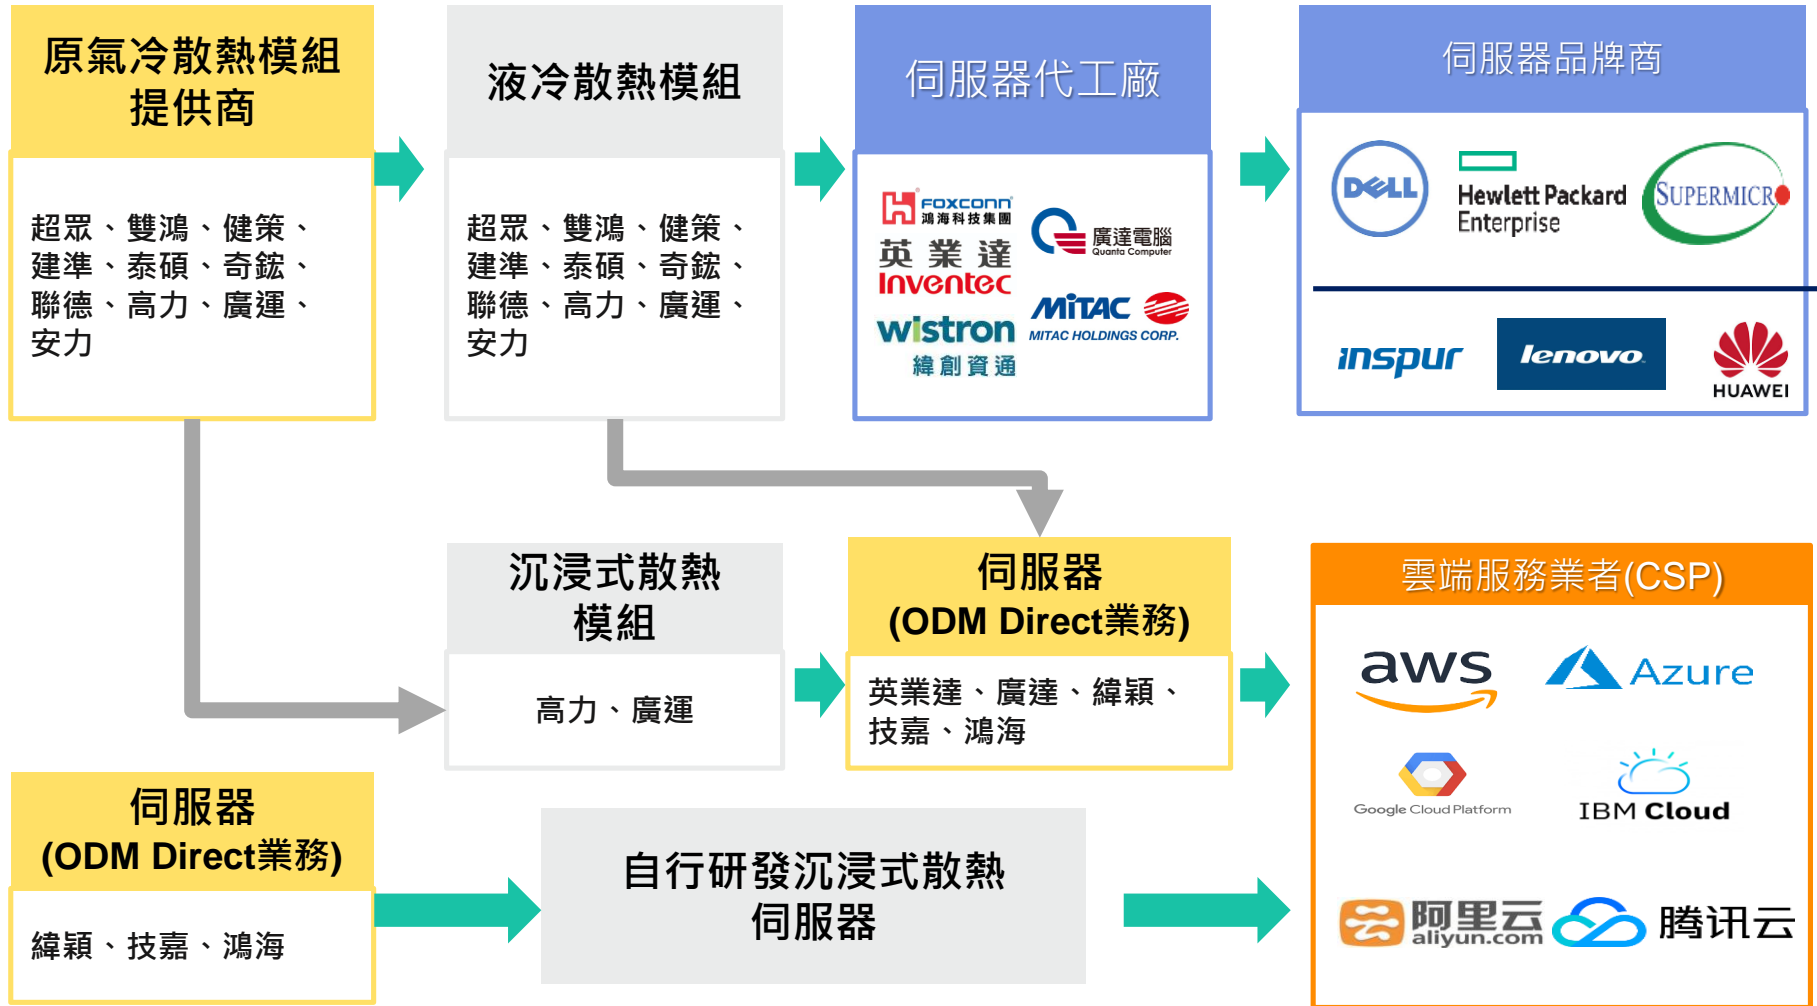 原氣冷散熱模組
提供商
超眾、雙鴻、健策、
建準、泰碩、奇鋐、
聯德、高力、廣運、
安力
液冷散熱模組
超眾、雙鴻、健策、
建準、泰碩、奇鋐、
聯德、高力、廣運、
安力
伺服器代工廠
FOXCONN®
鴻海科技集團
廣達電腦
Quanta Computer
英業達
Inventec
MiTAC
MITAC HOLDINGS CORP.
wistron
緯創資通
伺服器品牌商
DELL
Hewlett Packard
Enterprise
SUPERMICRO
inspur
lenovo
HUAWEI
沉浸式散熱
模組
高力、廣運
伺服器
(ODM Direct業務)
英業達、廣達、緯穎、
技嘉、鴻海
雲端服務業者(CSP)
aws
Azure
Google Cloud Platform
IBM Cloud
阿里云
aliyun.com
腾讯云
伺服器
(ODM Direct業務)
緯穎、技嘉、鴻海
自行研發沉浸式散熱
伺服器